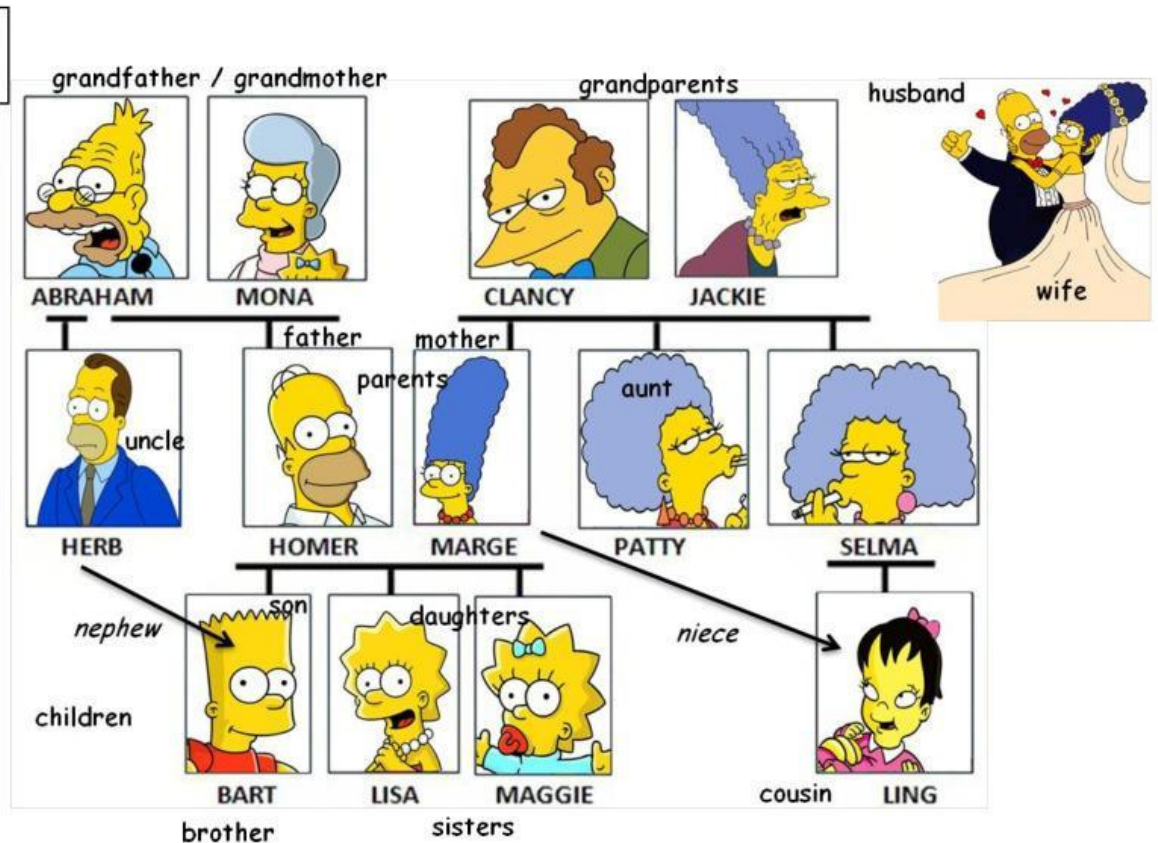 grandfather / grandmother
grandparents
husband
ABRAHAM
MONA
CLANCY
JACKIE
wife
father
mother
parents
aunt
uncle
HERB
HOMER
MARGE
PATTY
SELMA
son
daughters
nephew
niece
children
BART
LISA
MAGGIE
cousin
LING
brother
sisters